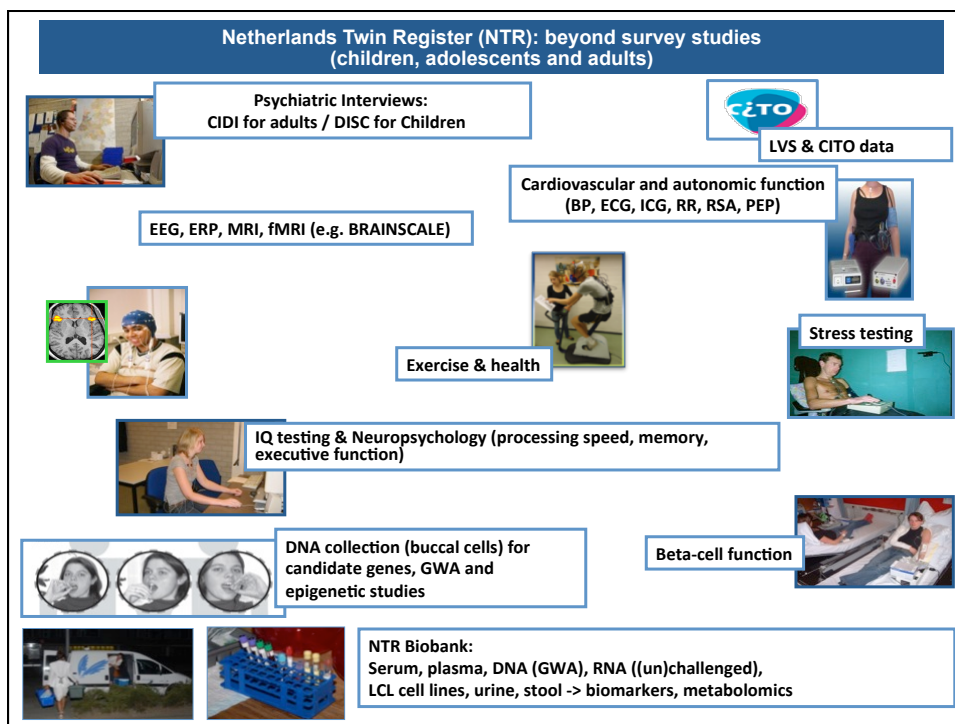 Netherlands Twin Register (NTR): beyond survey studies
(children, adolescents and adults)
Psychiatric Interviews:
CIDI for adults / DISC for Children
CiTO
LVS & CITO data
Cardiovascular and autonomic function
(BP, ECG, ICG, RR, RSA, PEP)
EEG, ERP, MRI, fMRI (e.g. BRAINSCALE)
Stress testing
Exercise & health
IQ testing & Neuropsychology (processing speed, memory,
executive function)
DNA collection (buccal cells) for
candidate genes, GWA and
epigenetic studies
Beta-cell function
NTR Biobank:
Serum, plasma, DNA (GWA), RNA ((un)challenged),
LCL cell lines, urine, stool -> biomarkers, metabolomics